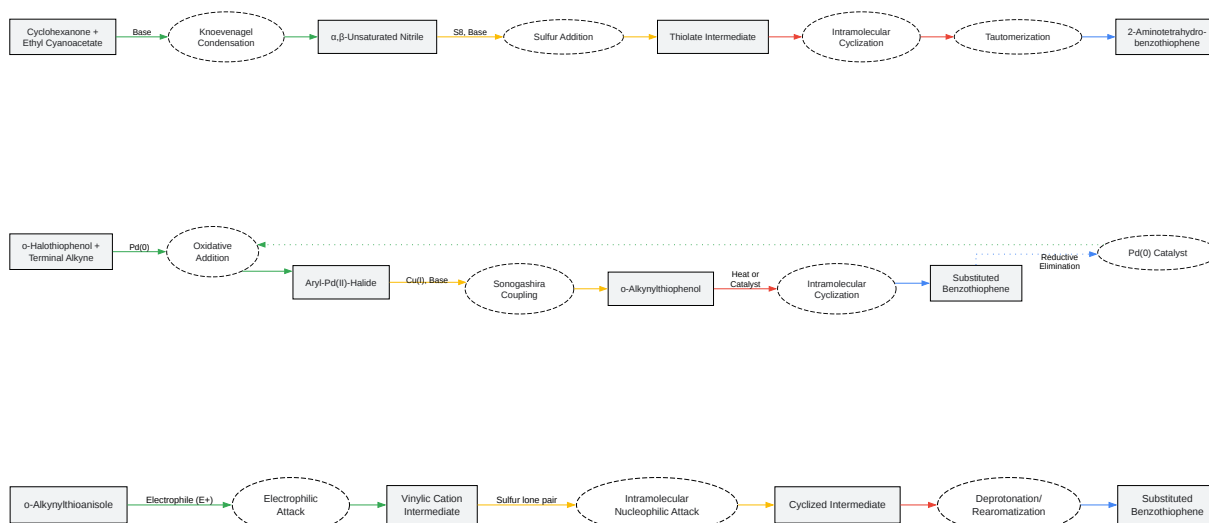 Cyclohexanone +
Ethyl Cyanoacetate
Base
Knoevenagel
Condensation
α,β-Unsaturated Nitrile
S8, Base
Sulfur Addition
Thiolate Intermediate
Intramolecular
Cyclization
Tautomerization
2-Aminotetrahydro-
benzothiophene
o-Halothiophenol +
Terminal Alkyne
Pd(0)
Oxidative
Addition
Aryl-Pd(II)-Halide
Cu(I), Base
Sonogashira
Coupling
o-Alkynylthiophenol
Heat or
Catalyst
Intramolecular
Cyclization
Substituted
Benzothiophene
Reductive
Elimination
Pd(0) Catalyst
o-Alkynylthioanisole
Electrophile (E+)
Electrophilic
Attack
Vinylic Cation
Intermediate
Sulfur lone pair
Intramolecular
Nucleophilic Attack
Cyclized Intermediate
Deprotonation/
Rearomatization
Substituted
Benzothiophene